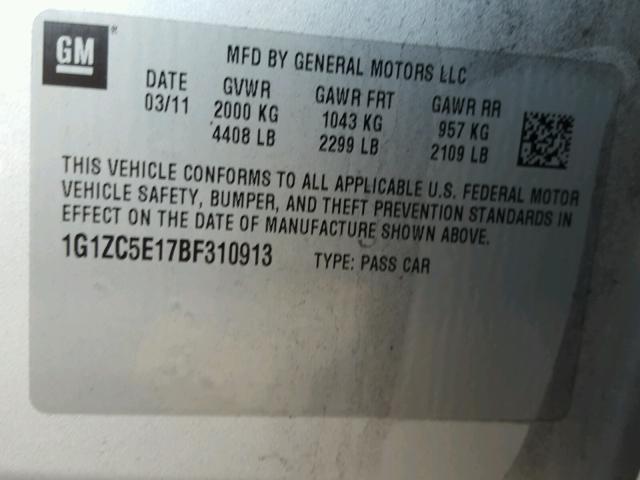 GM®
MFD BY GENERAL MOTORS LLC
DATE GVWR GAWR FRT GAWR RR
03/11 2000 KG 1043 KG 957 KG
4408 LB 2299 LB 2109 LB
THIS VEHICLE CONFORMS TO ALL APPLICABLE U.S. FEDERAL MOTOR
VEHICLE SAFETY, BUMPER, AND THEFT PREVENTION STANDARDS IN
EFFECT ON THE DATE OF MANUFACTURE SHOWN ABOVE.
1G1ZC5E17BF310913 TYPE: PASS CAR